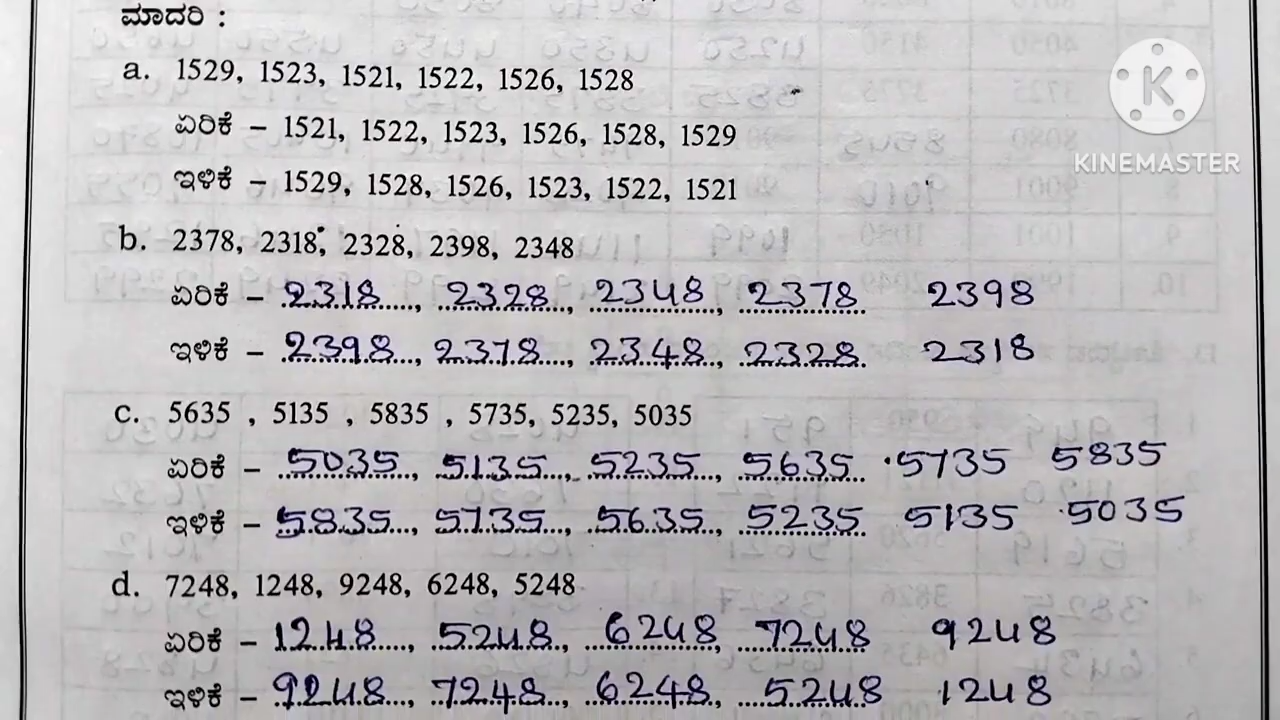 ಮಾದರಿ :
a. 1529, 1523, 1521, 1522, 1526, 1528
ಏರಿಕೆ – 1521, 1522, 1523, 1526, 1528, 1529
ಇಳಿಕೆ – 1529, 1528, 1526, 1523, 1522, 1521
b. 2378, 2318, 2328, 2398, 2348
ಏರಿಕೆ – 2318, 2328, 2348, 2378 2398
ಇಳಿಕೆ – 2398, 2378, 2348, 2328 2318
c. 5635 , 5135 , 5835 , 5735, 5235, 5035
ಏರಿಕೆ – 5035, 5135, 5235, 5635 5735 5835
ಇಳಿಕೆ – 5835, 5735, 5635, 5235 5135 5035
d. 7248, 1248, 9248, 6248, 5248
ಏರಿಕೆ – 1248, 5248, 6248, 7248 9248
ಇಳಿಕೆ – 9248, 7248, 6248, 5248 1248
K
KINEMASTER